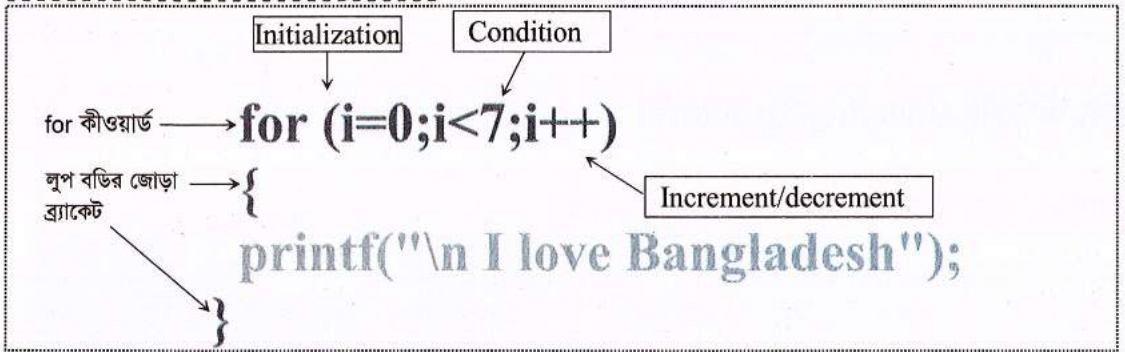 Initialization
Condition
for কীওয়ার্ড
for (i=0;i<7;i++)
লুপ বডির জোড়া
ব্র্যাকেট
{
Increment/decrement
printf("\n I love Bangladesh");
}